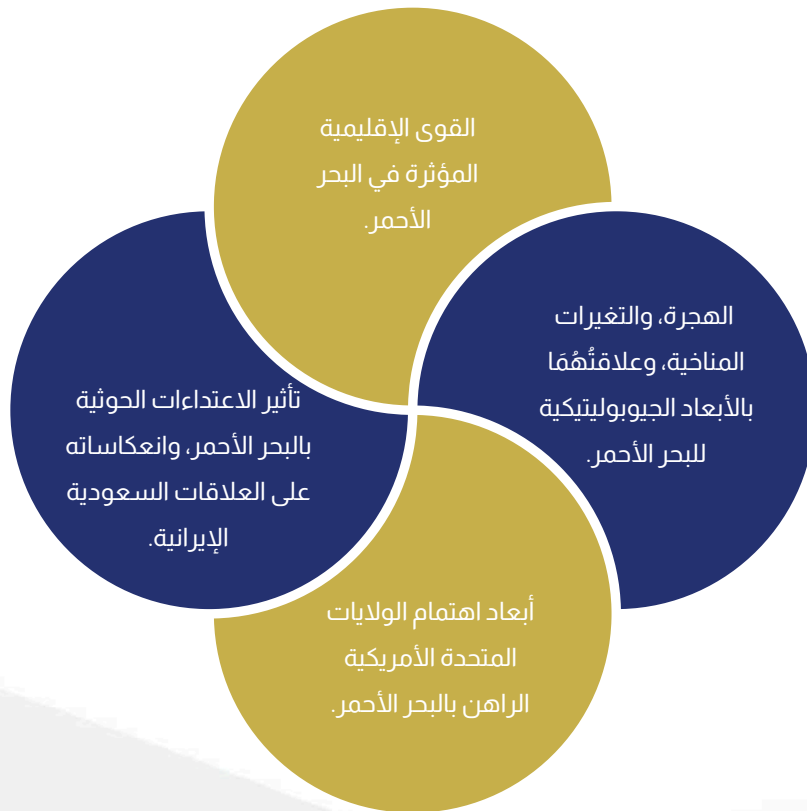 القوى الإقليمية
المؤثرة في البحر
الأحمر.
الهجرة، والتغيرات
المناخية، وعلاقتُهُمَا
بالأبعاد الجيوبوليتيكية
للبحر الأحمر.
تأثير الاعتداءات الحوثية
بالبحر الأحمر، وانعكاساته
على العلاقات السعودية
الإيرانية.
أبعاد اهتمام الولايات
المتحدة الأمريكية
الراهن بالبحر الأحمر.